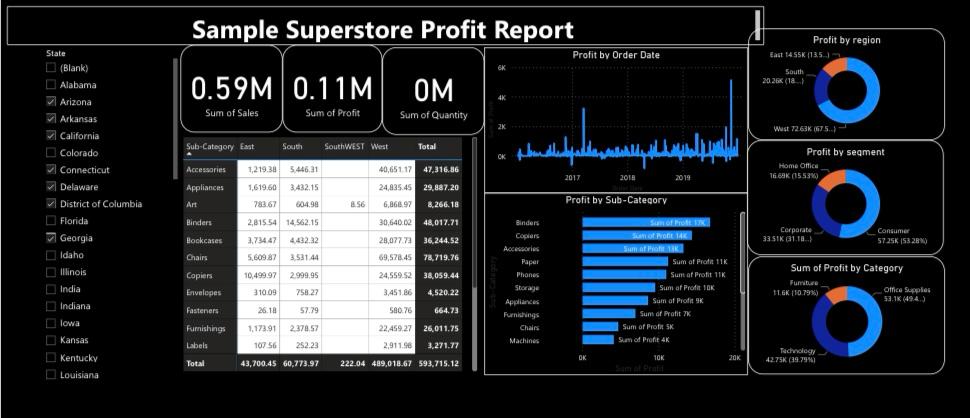 Sample Superstore Profit Report
State
(Blank)
Alabama
Arizona
Arkansas
California
Colorado
Connecticut
Delaware
District of Columbia
Florida
Georgia
Idaho
Illinois
India
Indiana
Iowa
Kansas
Kentucky
Louisiana
0.59M
Sum of Sales
0.11M
Sum of Profit
0M
Sum of Quantity
Sub-Category East South SouthWEST West Total
Accessories 1,219.38 5,446.31 40,651.17 47,316.86
Appliances 1,619.60 3,432.15 24,835.45 29,887.20
Art 783.67 604.98 8.56 6,868.97 8,266.18
Binders 2,815.54 14,562.15 30,640.02 48,017.71
Bookcases 3,734.47 4,432.32 28,077.73 36,244.52
Chairs 5,609.87 3,531.44 69,578.45 78,719.76
Copiers 10,499.97 2,999.95 24,559.52 38,059.44
Envelopes 310.09 758.27 3,451.86 4,520.22
Fasteners 26.18 57.79 580.76 664.73
Furnishings 1,173.91 2,378.57 22,459.27 26,011.75
Labels 107.56 252.23 2,911.98 3,271.77
Total 43,700.45 60,773.97 222.04 489,018.67 593,715.12
Profit by Order Date
6K
4K
2K
0K
2017 2018 2019
Order Date
Profit by Sub-Category
Sub-Category
Binders Sum of Profit 17K
Copiers Sum of Profit 14K
Accessories Sum of Profit 13K
Paper Sum of Profit 11K
Phones Sum of Profit 11K
Storage Sum of Profit 10K
Appliances Sum of Profit 9K
Furnishings Sum of Profit 7K
Chairs Sum of Profit 5K
Machines Sum of Profit 4K
0K 10K 20K
Sum of Profit
Profit by region
East 14.55K (13.5...)
South
20.26K (18....)
West 72.63K (67.5...)
Profit by segment
Home Office
16.69K (15.53%)
Corporate
33.51K (31.18...)
Consumer
57.25K (53.28%)
Sum of Profit by Category
Furniture
11.6K (10.79%)
Office Supplies
53.1K (49.4...)
Technology
42.75K (39.79%)